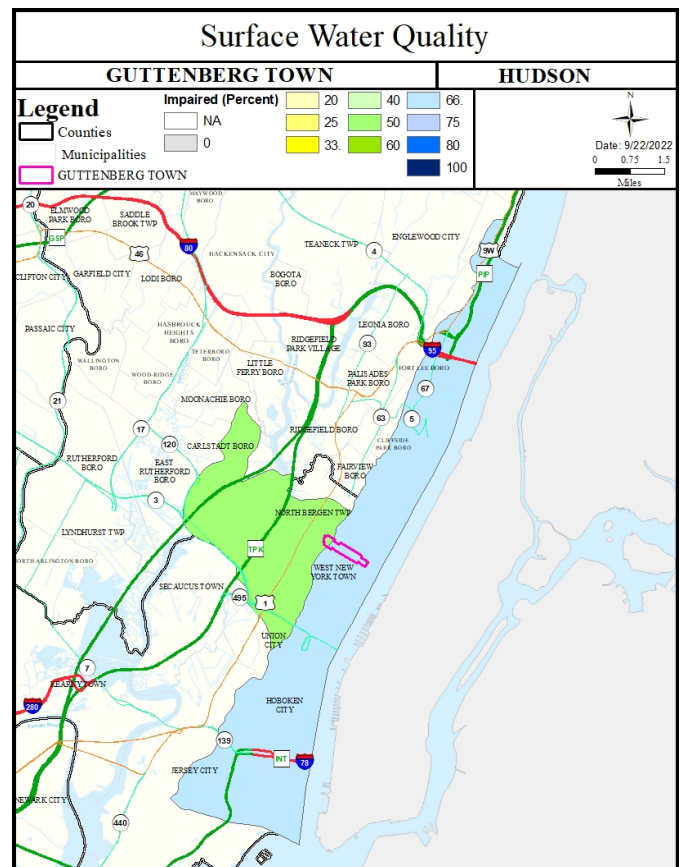 Surface Water Quality
GUTTENBERG TOWN
HUDSON
Legend
Counties
Municipalities
GUTTENBERG TOWN
Impaired (Percent)
NA
0
20
25
33.
40
50
60
66.
75
80
100
N
Date: 9/22/2022
0 0.75 1.5
Miles
MAYWOOD
BORO
20
ELMWOOD
PARK BORO
SADDLE
BROOK TWP
GSP
46
80
HACKENSACK CITY
TEANECK TWP
4
ENGLEWOOD CITY
9W
PIP
CLIFTON CITY
GARFIELD CITY
LODI BORO
BOGOTA
BORO
PASSAIC CITY
HASBROUCK
HEIGHTS
BORO
TETERBORO
BORO
RIDGEFIELD
PARK VILLAGE
LEONIA BORO
93
95
FORT LEE BORO
WALLINGTON
BORO
WOOD-RIDGE
BORO
LITTLE
FERRY BORO
PALISADES
PARK BORO
67
21
MOONACHIE BORO
63
5
17
120
CARLSTADT BORO
RIDGEFIELD BORO
CLIFFSIDE
PARK BORO
RUTHERFORD
BORO
EAST
RUTHERFORD
BORO
FAIRVIEW
BORO
3
NORTH BERGEN TWP
LYNDHURST TWP
TPK
WEST NEW
YORK TOWN
NORTH ARLINGTON BORO
SECAUCUS TOWN
495
1
UNION
CITY
7
KEARNY TOWN
280
HOBOKEN
CITY
139
INT
78
JERSEY CITY
NEWARK CITY
440